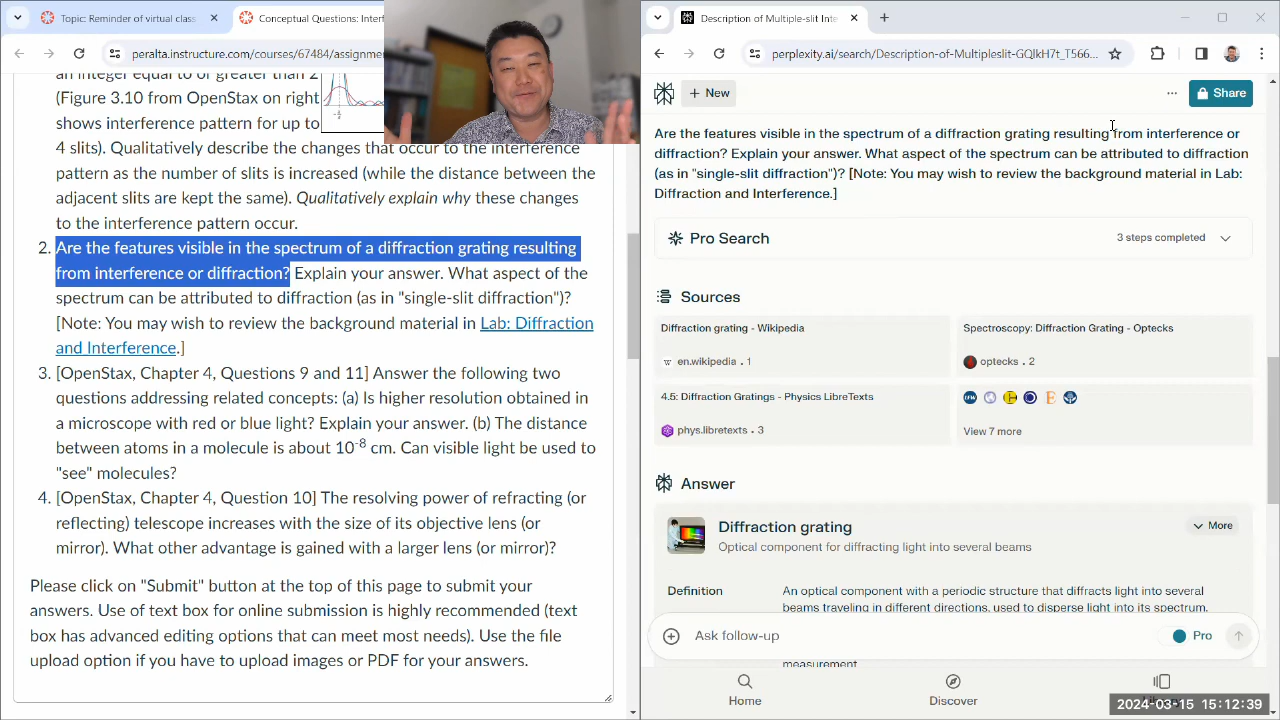 Topic: Reminder of virtual class
Conceptual Questions: Interf
peralta.instructure.com/courses/67484/assignme
an integer equal to or greater than 2
(Figure 3.10 from OpenStax on right
shows interference pattern for up to
4 slits). Qualitatively describe the changes that occur to the interference
pattern as the number of slits is increased (while the distance between the
adjacent slits are kept the same). Qualitatively explain why these changes
to the interference pattern occur.
2. Are the features visible in the spectrum of a diffraction grating resulting
from interference or diffraction? Explain your answer. What aspect of the
spectrum can be attributed to diffraction (as in "single-slit diffraction")?
[Note: You may wish to review the background material in Lab: Diffraction
and Interference.]
3. [OpenStax, Chapter 4, Questions 9 and 11] Answer the following two
questions addressing related concepts: (a) Is higher resolution obtained in
a microscope with red or blue light? Explain your answer. (b) The distance
between atoms in a molecule is about 10-8 cm. Can visible light be used to
"see" molecules?
4. [OpenStax, Chapter 4, Question 10] The resolving power of refracting (or
reflecting) telescope increases with the size of its objective lens (or
mirror). What other advantage is gained with a larger lens (or mirror)?
Please click on "Submit" button at the top of this page to submit your
answers. Use of text box for online submission is highly recommended (text
box has advanced editing options that can meet most needs). Use the file
upload option if you have to upload images or PDF for your answers.
Description of Multiple-slit Inte
perplexity.ai/search/Description-of-Multipleslit-GQlkH7t_T5r6...
New
Share
Are the features visible in the spectrum of a diffraction grating resulting from interference or
diffraction? Explain your answer. What aspect of the spectrum can be attributed to diffraction
(as in "single-slit diffraction")? [Note: You may wish to review the background material in Lab:
Diffraction and Interference.]
Pro Search
3 steps completed
Sources
Diffraction grating - Wikipedia
en.wikipedia . 1
Spectroscopy: Diffraction Grating - Optecks
optecks . 2
4.5: Diffraction Gratings - Physics LibreTexts
phys.libretexts . 3
View 7 more
Answer
Diffraction grating
Optical component for diffracting light into several beams
More
Definition
An optical component with a periodic structure that diffracts light into several
beams traveling in different directions, used to disperse light into its spectrum.
Ask follow-up
Pro
measurement
Home
Discover
2024-03-15 15:12:39